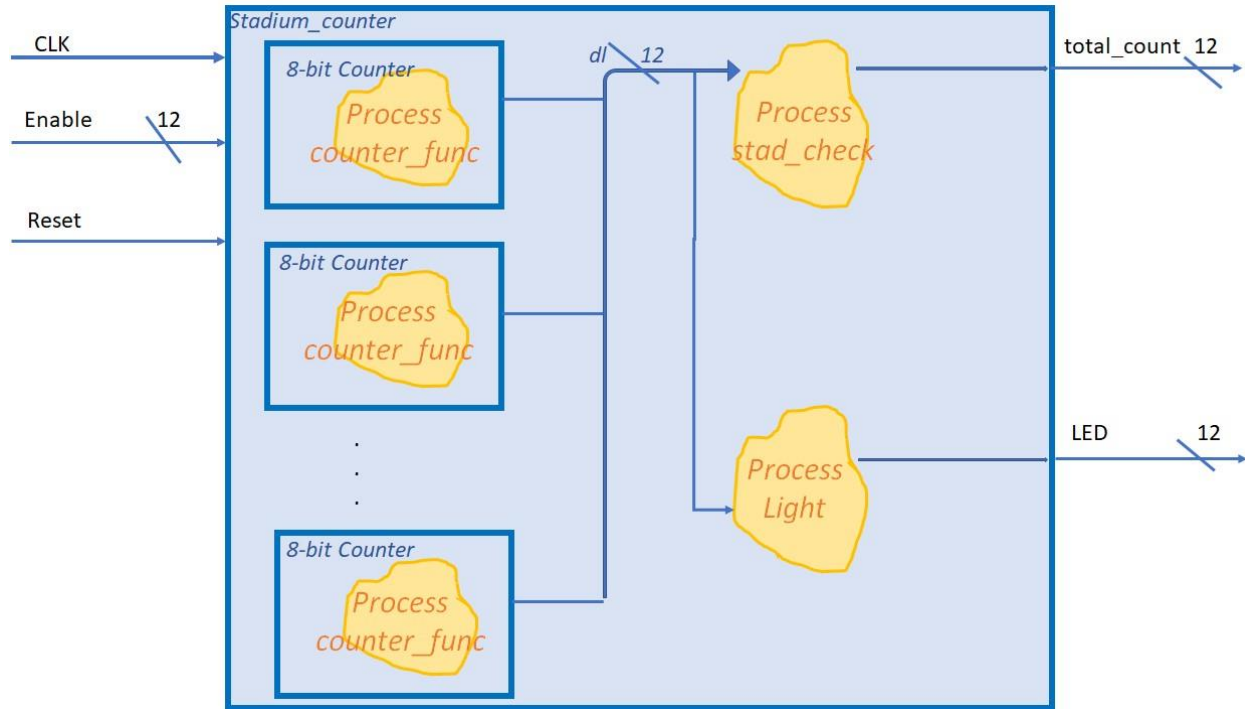 Stadium_counter
CLK
Enable
12
Reset
8-bit Counter
Process
counter_func
8-bit Counter
Process
counter_func
.
.
.
8-bit Counter
Process
counter_func
dl
12
Process
stad_check
Process
Light
total_count 12
LED
12